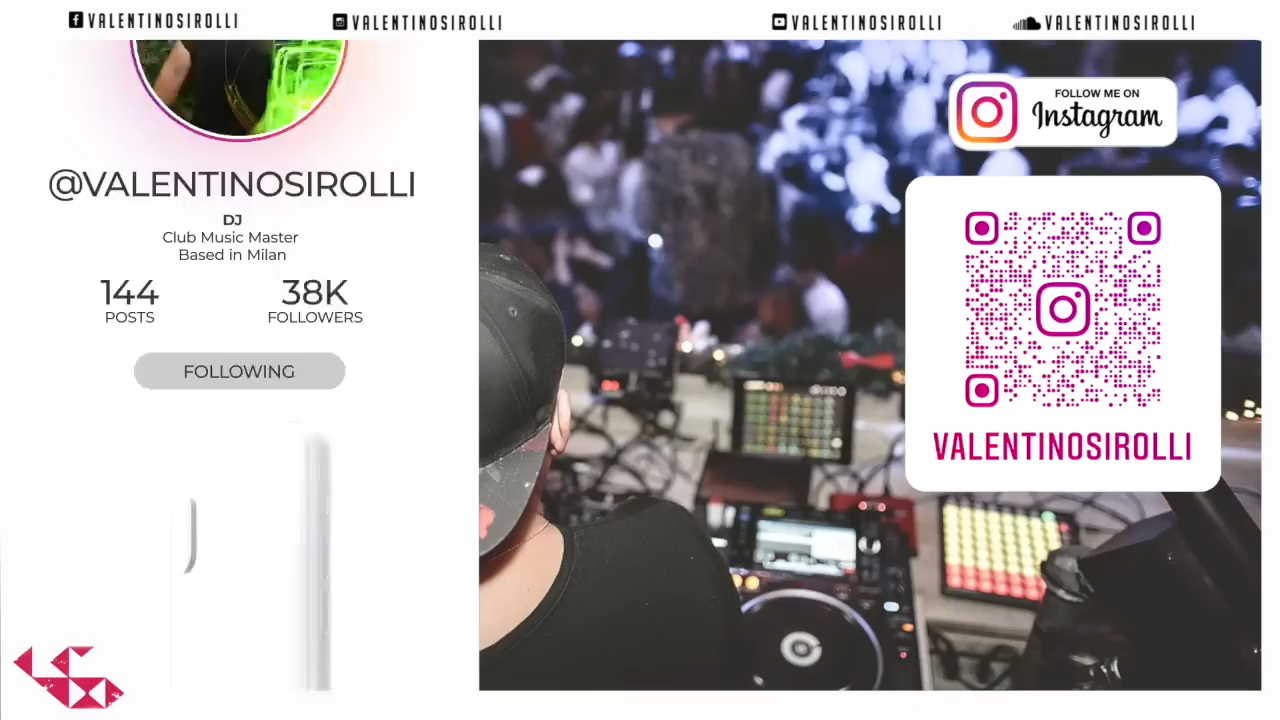 VALENTINOSIROLLI
VALENTINOSIROLLI
VALENTINOSIROLLI
VALENTINOSIROLLI
@VALENTINOSIROLLI
DJ
Club Music Master
Based in Milan
144
POSTS
38K
FOLLOWERS
FOLLOWING
FOLLOW ME ON
Instagram
VALENTINOSIROLLI